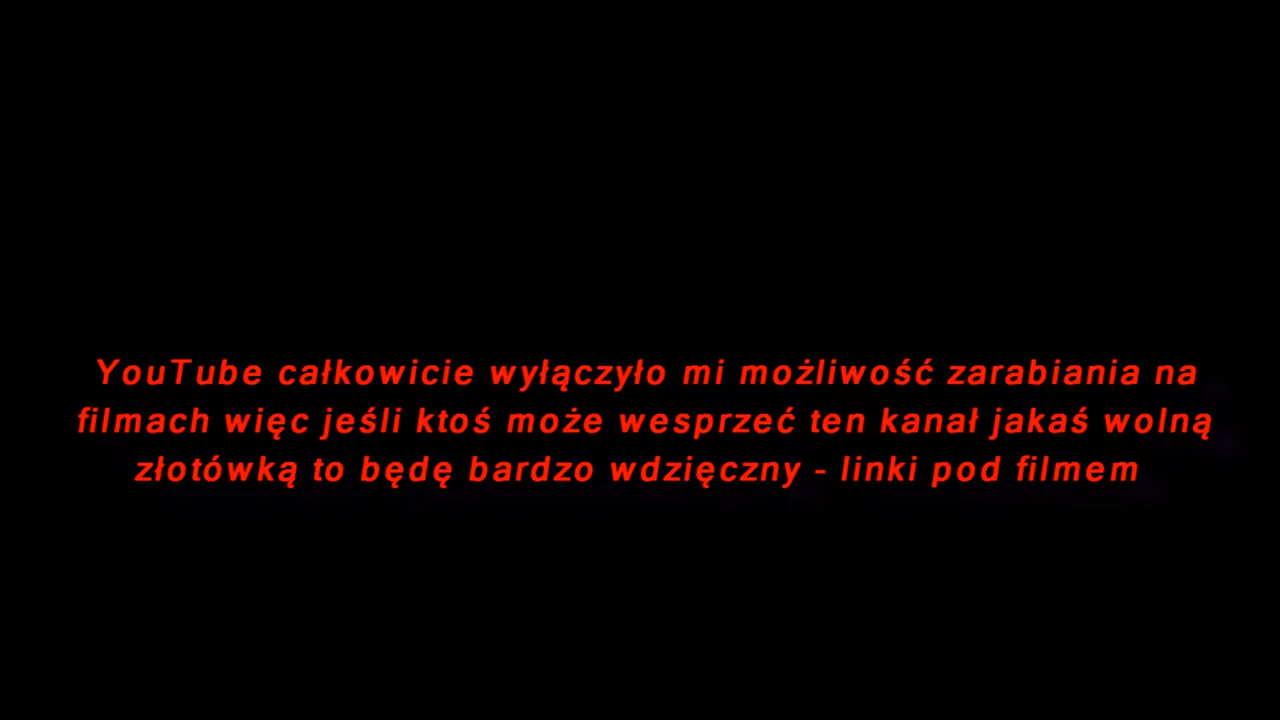 YouTube całkowicie wyłączyło mi możliwość zarabiania na
filmach więc jeśli ktoś może wesprzeć ten kanał jakaś wolną
złotówką to będę bardzo wdzięczny - linki pod filmem